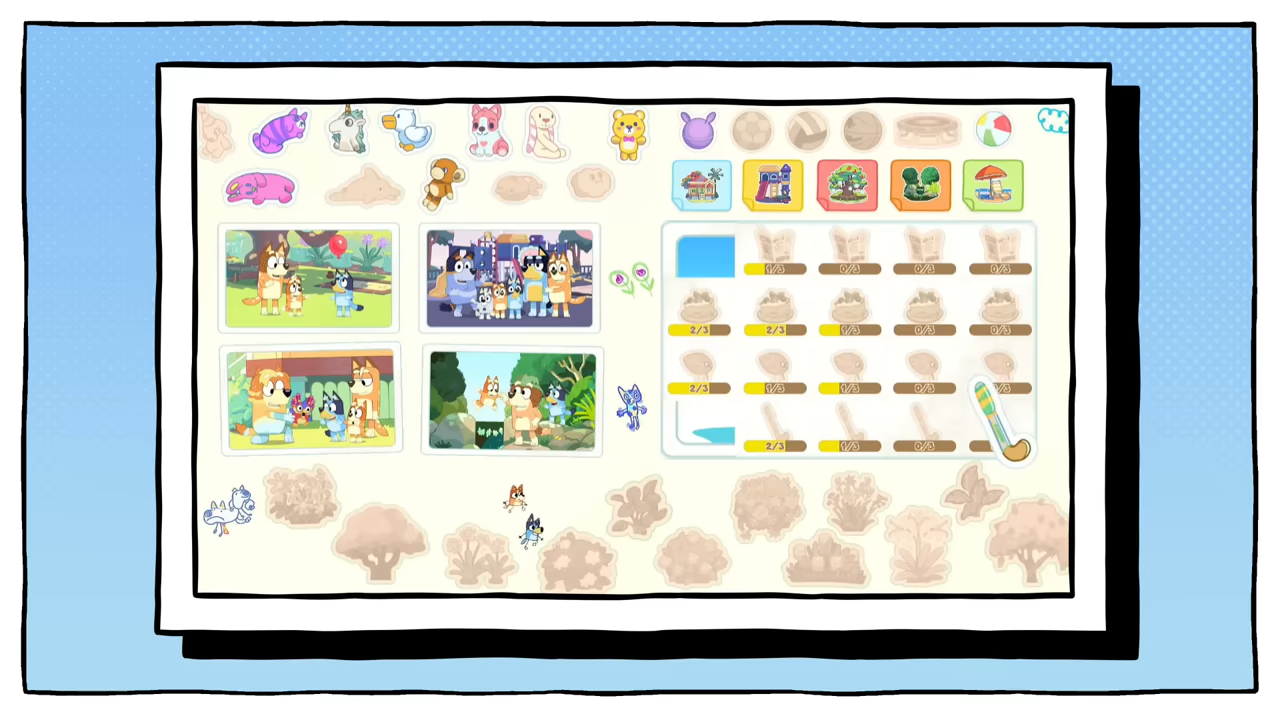 1/3 0/3 0/3 0/3
2/3 2/3 1/3 0/3 0/3
2/3 1/3 1/3 0/3 0/3
2/3 1/3 0/3